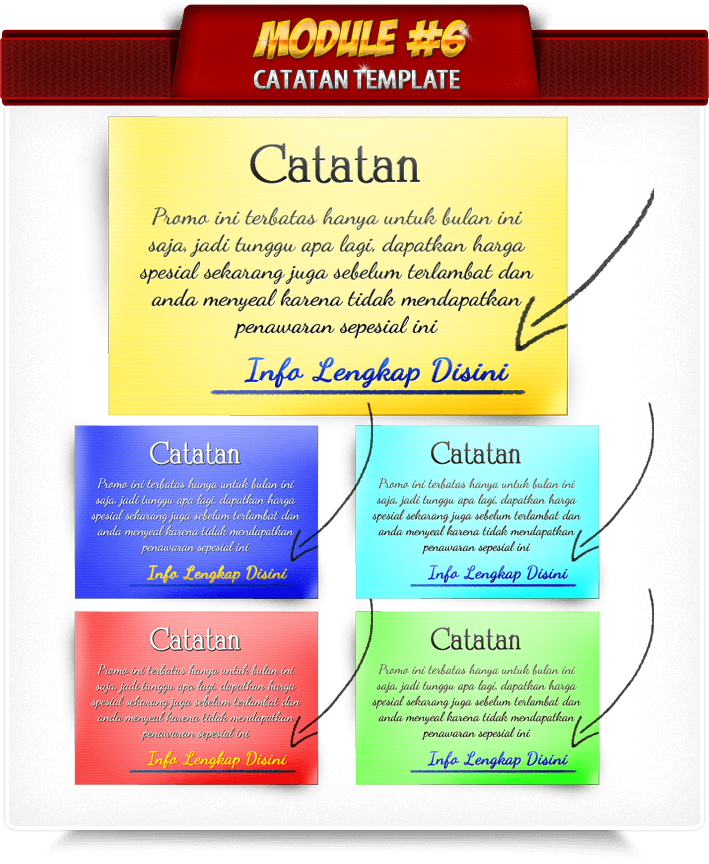 MODULE #6
CATATAN TEMPLATE
Catatan
Promo ini terbatas hanya untuk bulan ini
saja, jadi tunggu apa lagi, dapatkan harga
spesial sekarang juga sebelum terlambat dan
anda menyeal karena tidak mendapatkan
penawaran sepesial ini
Info Lengkap Disini
Catatan
Promo ini terbatas hanya untuk bulan ini
saja, jadi tunggu apa lagi, dapatkan harga
spesial sekarang juga sebelum terlambat dan
anda menyeal karena tidak mendapatkan
penawaran sepesial ini
Info Lengkap Disini
Catatan
Promo ini terbatas hanya untuk bulan ini
saja, jadi tunggu apa lagi, dapatkan harga
spesial sekarang juga sebelum terlambat dan
anda menyeal karena tidak mendapatkan
penawaran sepesial ini
Info Lengkap Disini
Catatan
Promo ini terbatas hanya untuk bulan ini
saja, jadi tunggu apa lagi, dapatkan harga
spesial sekarang juga sebelum terlambat dan
anda menyeal karena tidak mendapatkan
penawaran sepesial ini
Info Lengkap Disini
Catatan
Promo ini terbatas hanya untuk bulan ini
saja, jadi tunggu apa lagi, dapatkan harga
spesial sekarang juga sebelum terlambat dan
anda menyeal karena tidak mendapatkan
penawaran sepesial ini
Info Lengkap Disini